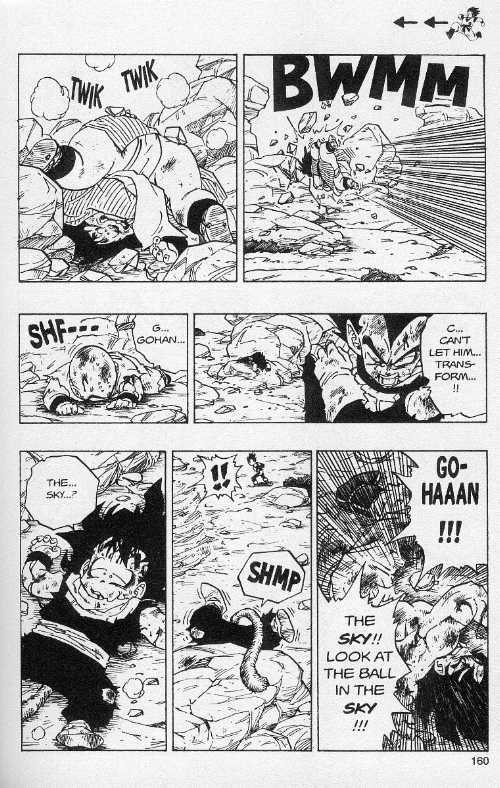 BWMM
TWIK
TWIK
C...
CAN'T
LET HIM...
TRANS-
FORM...
!!
G...
GOHAN...
SHF---
GO-
HAAAN
!!!
THE
SKY!!
LOOK AT
THE BALL
IN THE
SKY
!!!
!!
SHMP
THE...
SKY...?
160